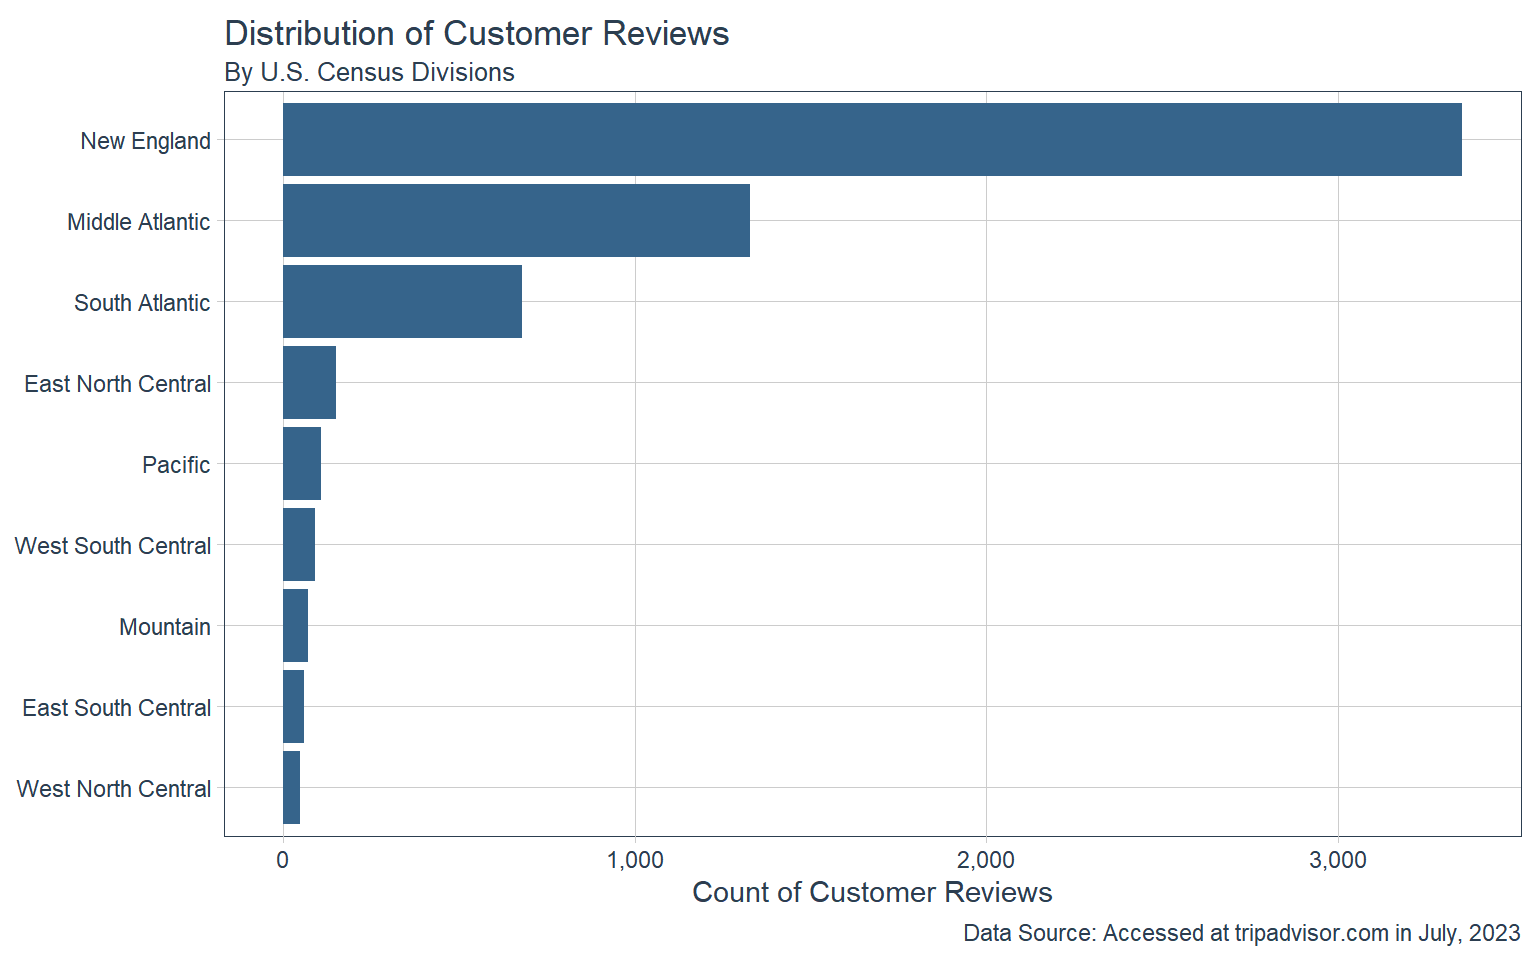 Distribution of Customer Reviews
By U.S. Census Divisions
New England
Middle Atlantic
South Atlantic
East North Central
Pacific
West South Central
Mountain
East South Central
West North Central
0 1,000 2,000 3,000
Count of Customer Reviews
Data Source: Accessed at tripadvisor.com in July, 2023